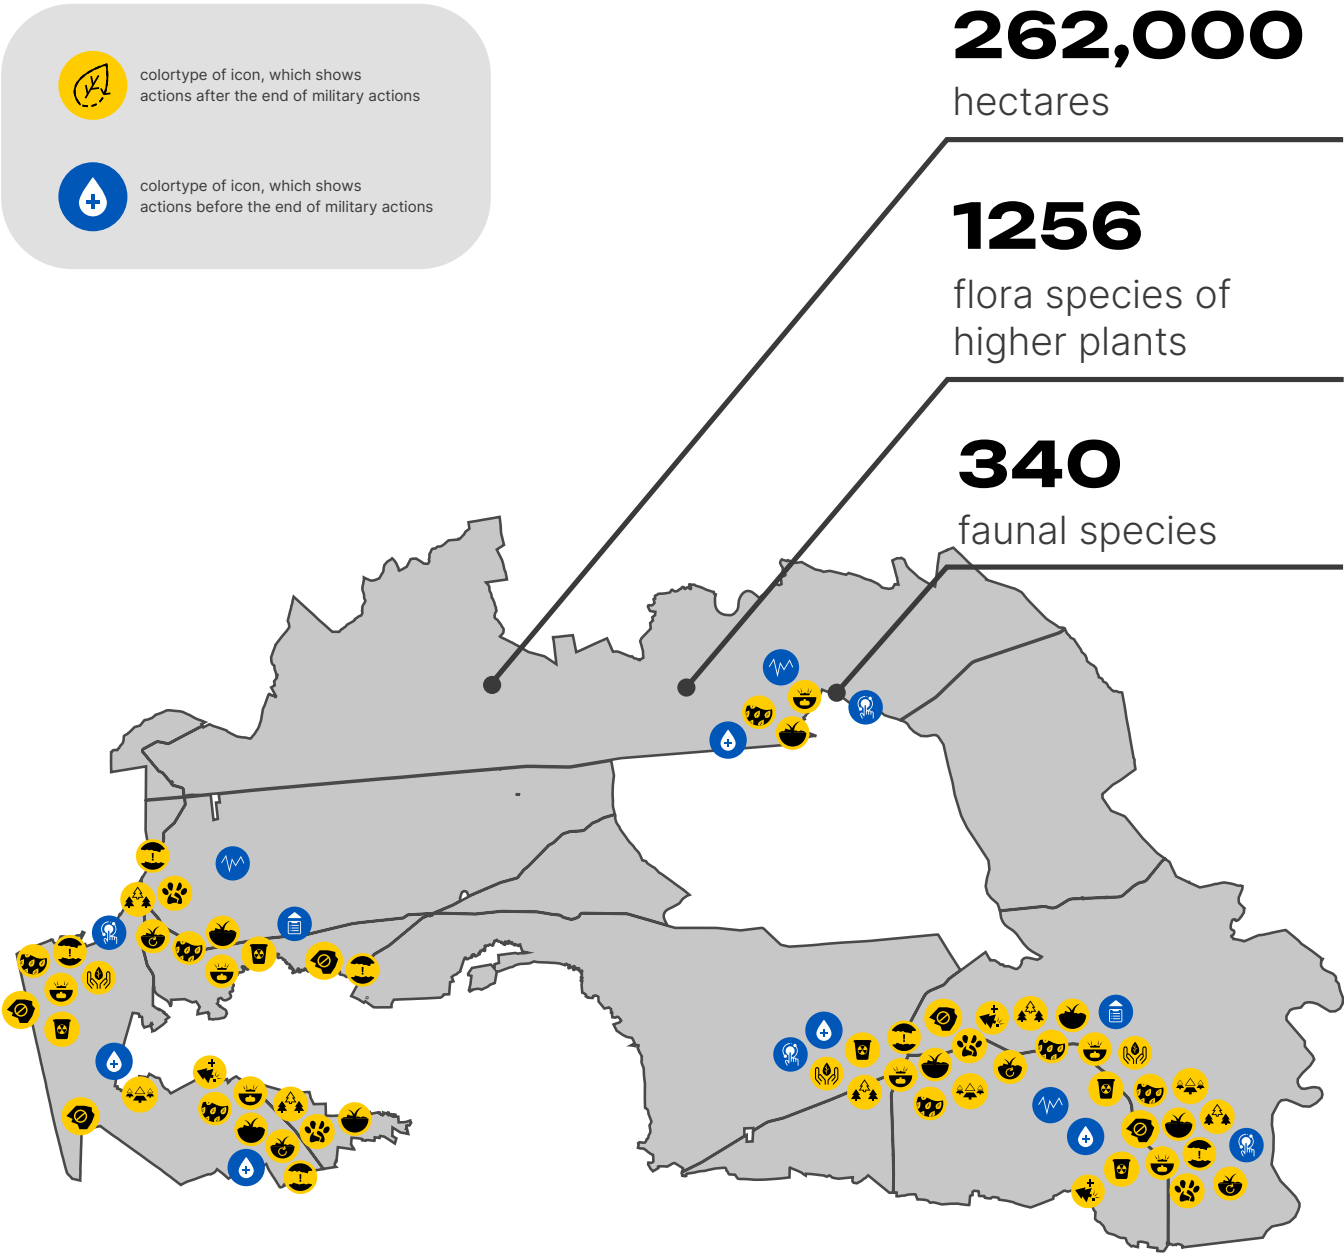 colortype of icon, which shows
actions after the end of military actions
colortype of icon, which shows
actions before the end of military actions
262,000
hectares
1256
flora species of
higher plants
340
faunal species